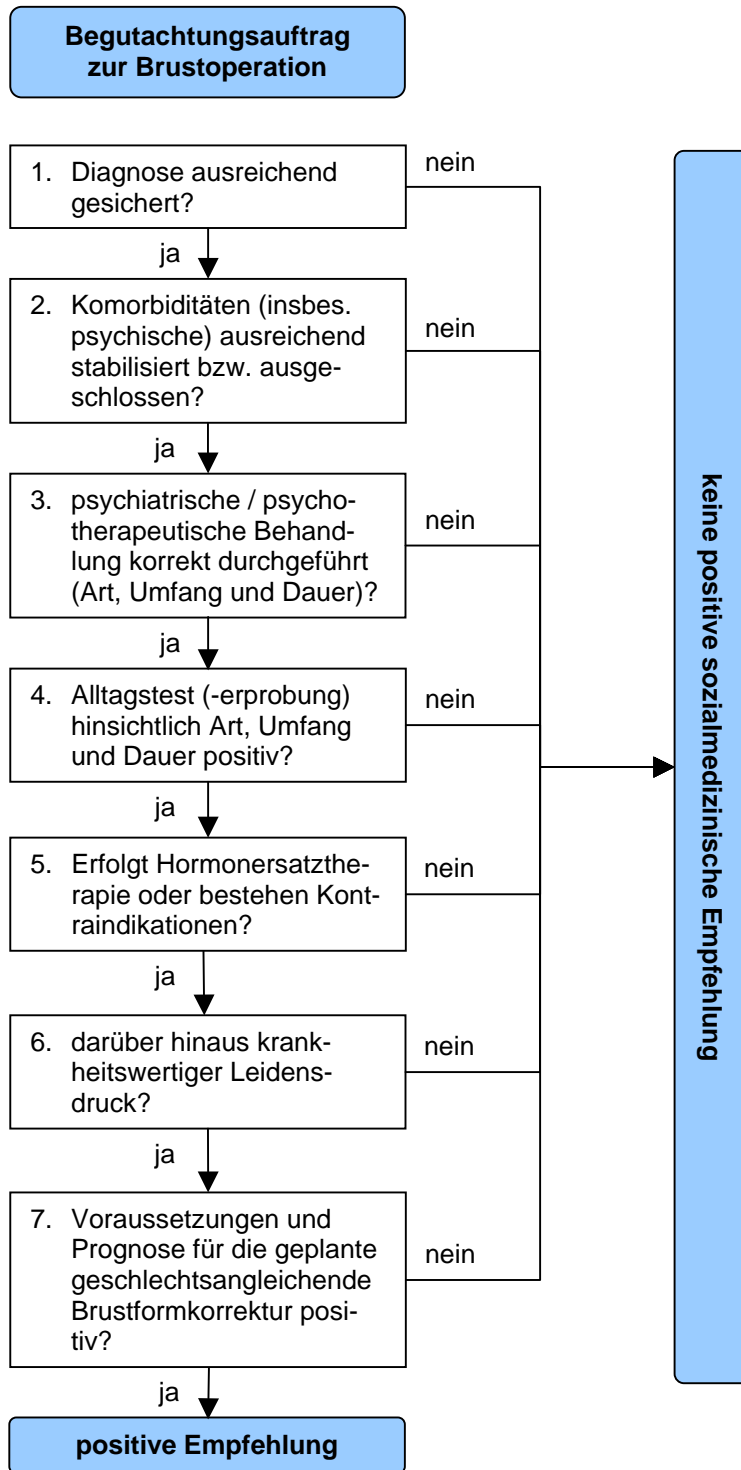 Begutachtungsauftrag
zur Brustoperation
1. Diagnose ausreichend
gesichert?
nein
ja
2. Komorbiditäten (insbes.
psychische) ausreichend
stabilisiert bzw. ausge-
schlossen?
nein
ja
3. psychiatrische / psycho-
therapeutische Behand-
lung korrekt durchgeführt
(Art, Umfang und Dauer)?
nein
ja
4. Alltagstest (-erprobung)
hinsichtlich Art, Umfang
und Dauer positiv?
nein
ja
5. Erfolgt Hormonersatzthe-
rapie oder bestehen Kont-
raindikationen?
nein
ja
6. darüber hinaus krank-
heitswertiger Leidens-
druck?
nein
ja
7. Voraussetzungen und
Prognose für die geplante
geschlechtsangleichende
Brustformkorrektur posi-
tiv?
nein
ja
positive Empfehlung
keine positive sozialmedizinische Empfehlung